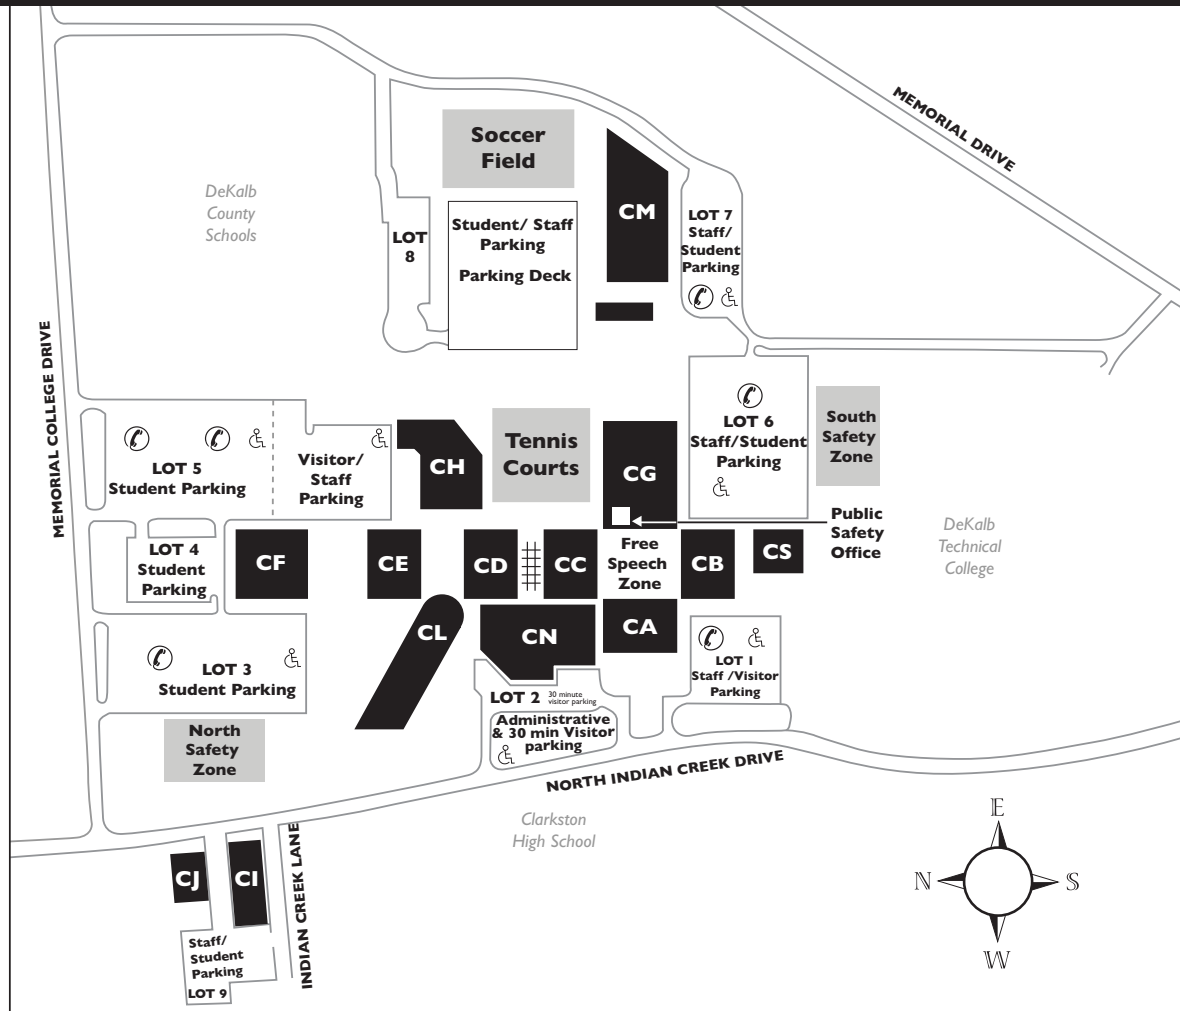 MEMORIAL DRIVE
Soccer
Field
DeKalb
County
Schools
CM
LOT
8
Student/ Staff
Parking
Parking Deck
LOT 7
Staff/
Student
Parking
MEMORIAL COLLEGE DRIVE
LOT 5
Student Parking
Visitor/
Staff
Parking
CH
Tennis
Courts
CG
LOT 6
Staff/Student
Parking
South
Safety
Zone
Public
Safety
Office
DeKalb
Technical
College
LOT 4
Student
Parking
CF
CE
CD
CC
Free
Speech
Zone
CB
CS
CL
CN
CA
LOT 3
Student Parking
LOT 1
Staff /Visitor
Parking
LOT 2
30 minute
visitor parking
Administrative
& 30 min Visitor
parking
North
Safety
Zone
NORTH INDIAN CREEK DRIVE
Clarkston
High School
INDIAN CREEK LANE
CJ
CI
Staff/
Student
Parking
LOT 9
E
N
S
W